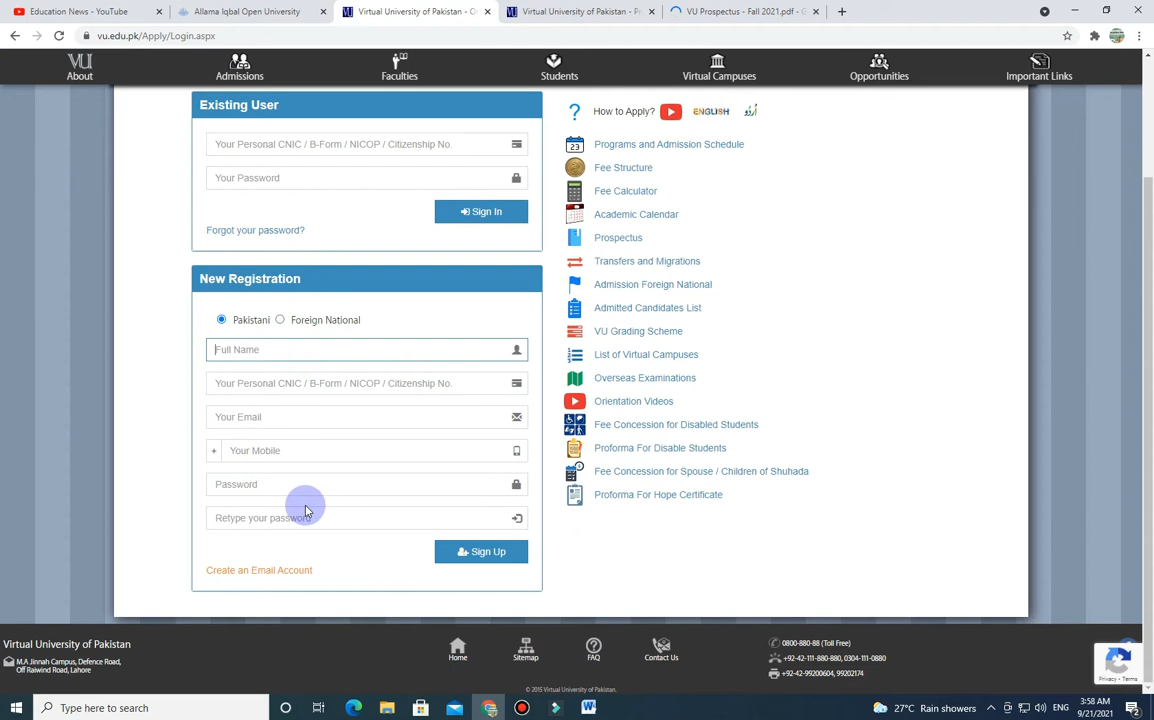 Education News - YouTube
Allama Iqbal Open University
Virtual University of Pakistan - O
Virtual University of Pakistan - Pr
VU Prospectus - Fall 2021.pdf - G
vu.edu.pk/Apply/Login.aspx
VU
About
Admissions
Faculties
Students
Virtual Campuses
Opportunities
Important Links
Existing User
Your Personal CNIC / B-Form / NICOP / Citizenship No.
Your Password
Sign In
Forgot your password?
New Registration
Pakistani Foreign National
Full Name
Your Personal CNIC / B-Form / NICOP / Citizenship No.
Your Email
+ Your Mobile
Password
Retype your password
Sign Up
Create an Email Account
How to Apply? ENGLISH اُردو
Programs and Admission Schedule
Fee Structure
Fee Calculator
Academic Calendar
Prospectus
Transfers and Migrations
Admission Foreign National
Admitted Candidates List
VU Grading Scheme
List of Virtual Campuses
Overseas Examinations
Orientation Videos
Fee Concession for Disabled Students
Proforma For Disable Students
Fee Concession for Spouse / Children of Shuhada
Proforma For Hope Certificate
Virtual University of Pakistan
M.A Jinnah Campus, Defence Road,
Off Raiwind Road, Lahore
Home
Sitemap
FAQ
Contact Us
0800-880-88 (Toll Free)
+92-42-111-880-880, 0304-111-0880
+92-42-99200604, 99202174
© 2015 Virtual University of Pakistan.
Privacy - Terms
Type here to search
27°C Rain showers
ENG
3:58 AM
9/21/2021
2